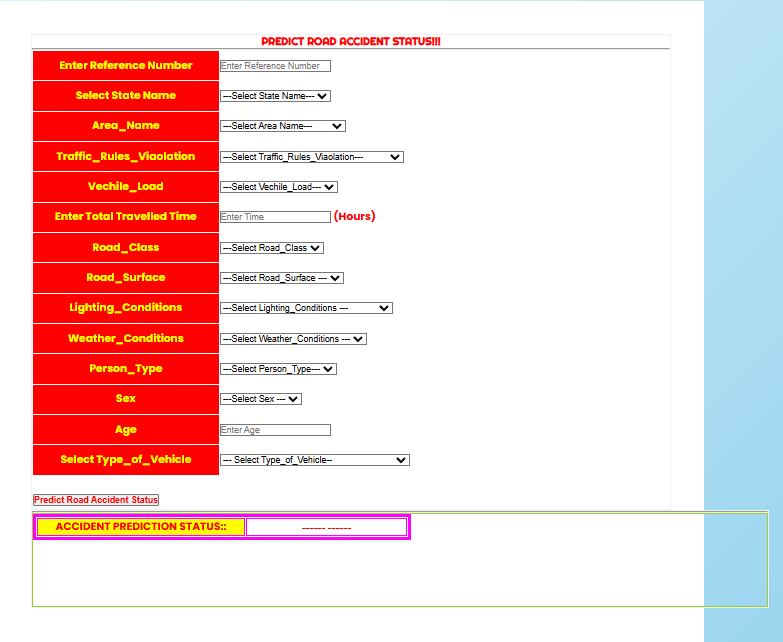 PREDICT ROAD ACCIDENT STATUS!!!
Enter Reference Number Enter Reference Number
Select State Name ---Select State Name---
Area_Name ---Select Area Name---
Traffic_Rules_Viaolation ---Select Traffic_Rules_Viaolation---
Vechile_Load ---Select Vechile_Load---
Enter Total Travelled Time Enter Time (Hours)
Road_Class ---Select Road_Class
Road_Surface ---Select Road_Surface ---
Lighting_Conditions ---Select Lighting_Conditions ---
Weather_Conditions ---Select Weather_Conditions ---
Person_Type ---Select Person_Type---
Sex ---Select Sex ---
Age Enter Age
Select Type_of_Vehicle --- Select Type_of_Vehicle--
Predict Road Accident Status
ACCIDENT PREDICTION STATUS:: ------ ------